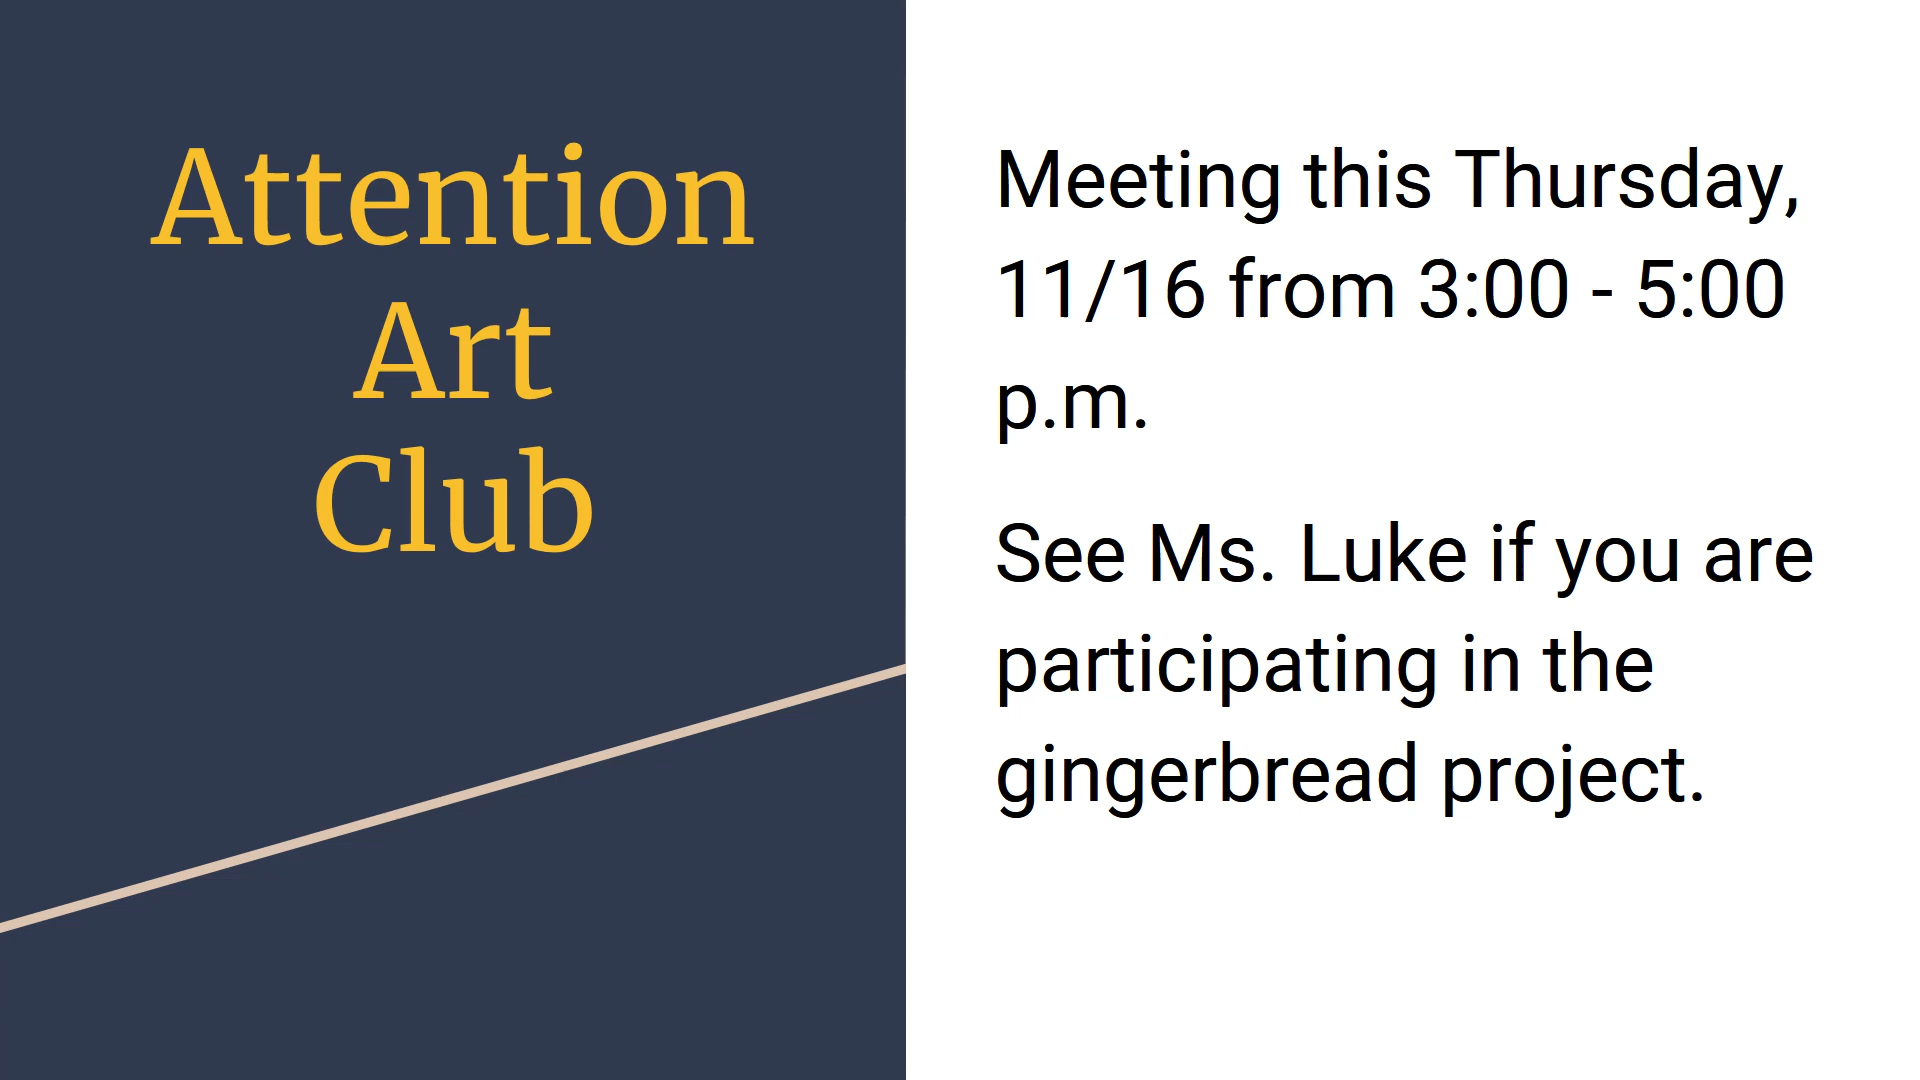 Attention
Art
Club
Meeting this Thursday,
11/16 from 3:00 - 5:00
p.m.
See Ms. Luke if you are
participating in the
gingerbread project.